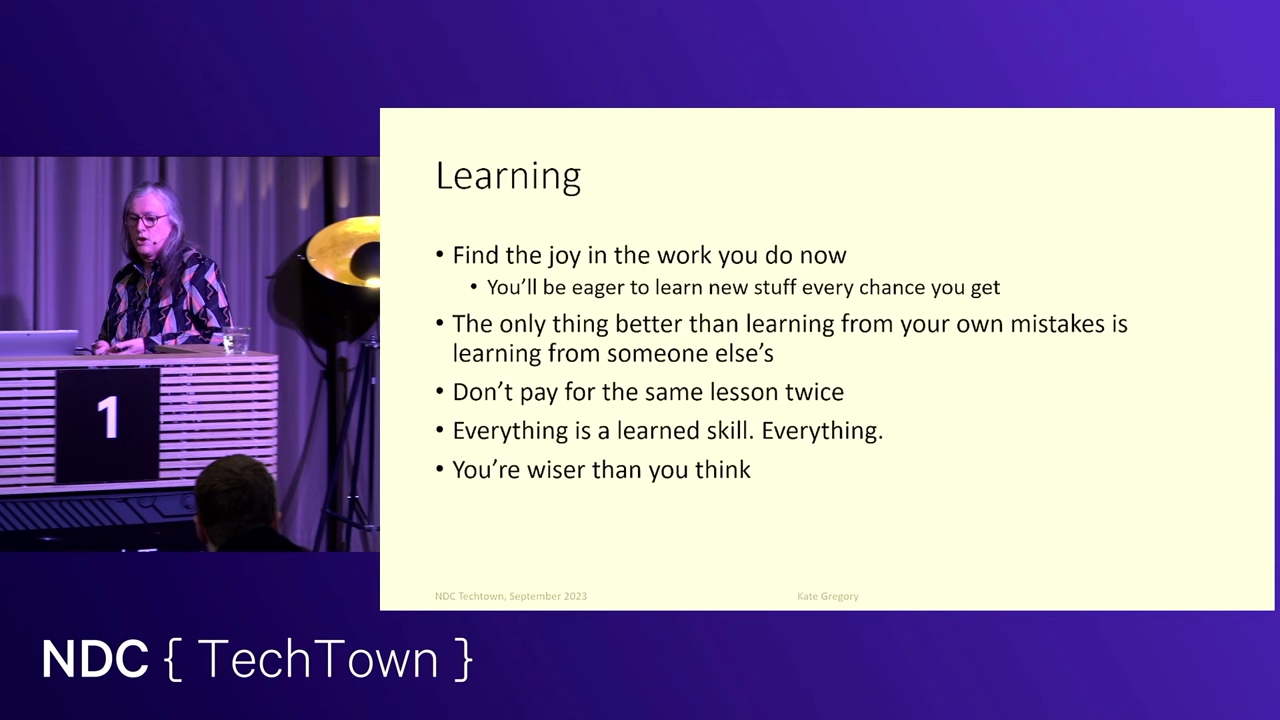 Learning
• Find the joy in the work you do now
• You'll be eager to learn new stuff every chance you get
• The only thing better than learning from your own mistakes is
learning from someone else's
• Don't pay for the same lesson twice
• Everything is a learned skill. Everything.
• You're wiser than you think
NDC Techtown, September 2023
Kate Gregory
1
NDC { TechTown }